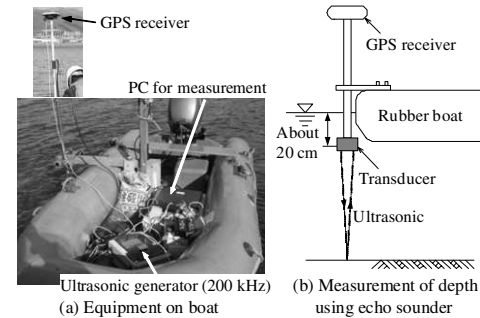 GPS receiver
PC for measurement
Ultrasonic generator (200 kHz)
(a) Equipment on boat
GPS receiver
Rubber boat
About
20 cm
Transducer
Ultrasonic
(b) Measurement of depth
using echo sounder